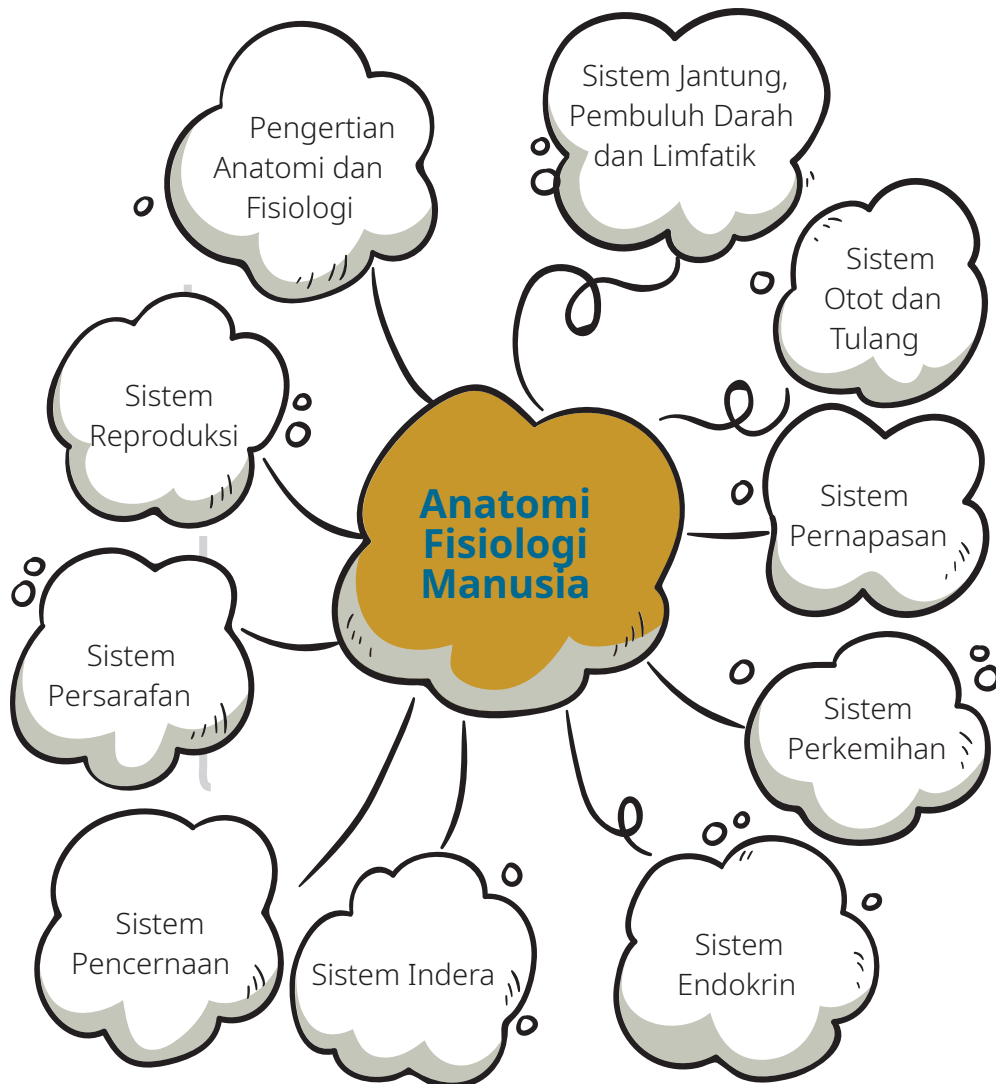 Pengertian
Anatomi dan
Fisiologi
Sistem Jantung,
Pembuluh Darah
dan Limfatik
Sistem
Otot dan
Tulang
Sistem
Reproduksi
Anatomi
Fisiologi
Manusia
Sistem
Pernapasan
Sistem
Persarafan
Sistem
Perkemihan
Sistem
Pencernaan
Sistem Indera
Sistem
Endokrin